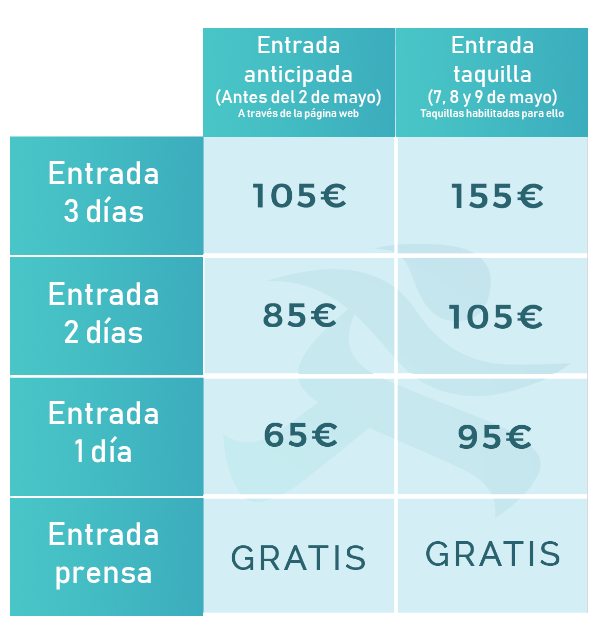 Entrada
anticipada
(Antes del 2 de mayo)
A través de la página web
Entrada
taquilla
(7, 8 y 9 de mayo)
Taquillas habilitadas para ello
Entrada
3 días
105€
155€
Entrada
2 días
85€
105€
Entrada
1 día
65€
95€
Entrada
prensa
GRATIS
GRATIS